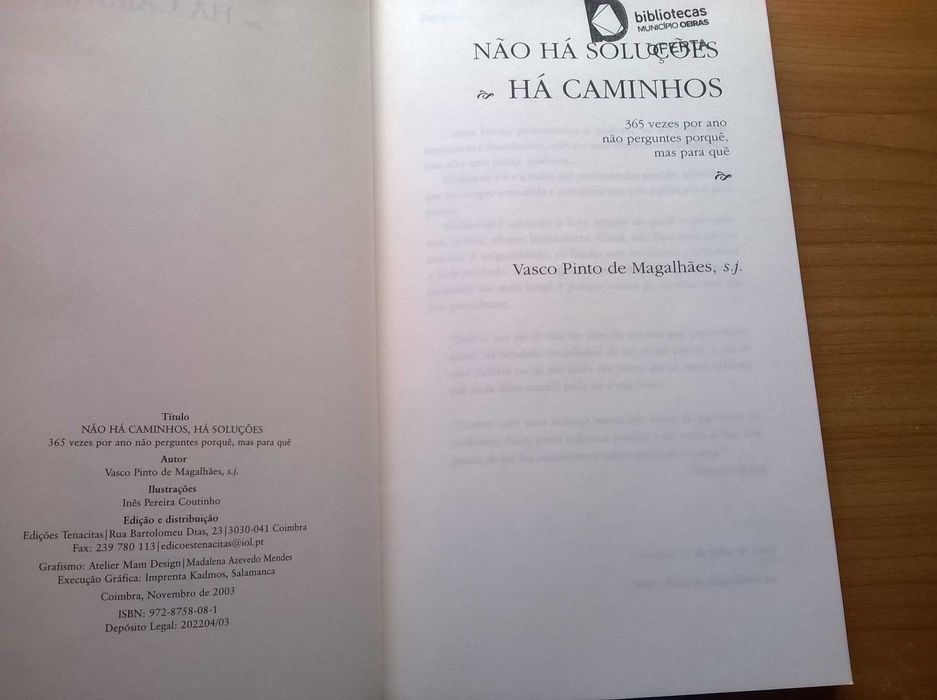 Título
NÃO HÁ CAMINHOS, HÁ SOLUÇÕES
365 vezes por ano não perguntes porquê, mas para quê
Autor
Vasco Pinto de Magalhães, s.j.
Ilustrações
Inês Pereira Coutinho
Edição e distribuição
Edições Tenacitas|Rua Bartolomeu Dias, 23|3030-041 Coimbra
Fax: 239 780 113|edicoestenacitas@iol.pt
Grafismo: Atelier Mam Design|Madalena Azevedo Mendes
Execução Gráfica: Imprenta Kadmos, Salamanca
Coimbra, Novembro de 2003
ISBN: 972-8758-08-1
Depósito Legal: 202204/03
bibliotecas
MUNICÍPIO OEIRAS
OFERTA
NÃO HÁ SOLUÇÕES
HÁ CAMINHOS
365 vezes por ano
não perguntes porquê,
mas para quê
Vasco Pinto de Magalhães, s.j.